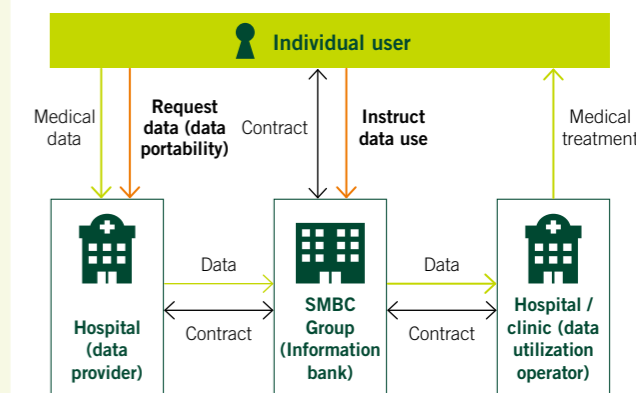 Individual user
Medical
data
Request
data (data
portability)
Contract
Instruct
data use
Medical
treatment
Data
Data
Contract
Contract
Hospital
(data
provider)
SMBC
Group
(Information
bank)
Hospital /
clinic (data
utilization
operator)